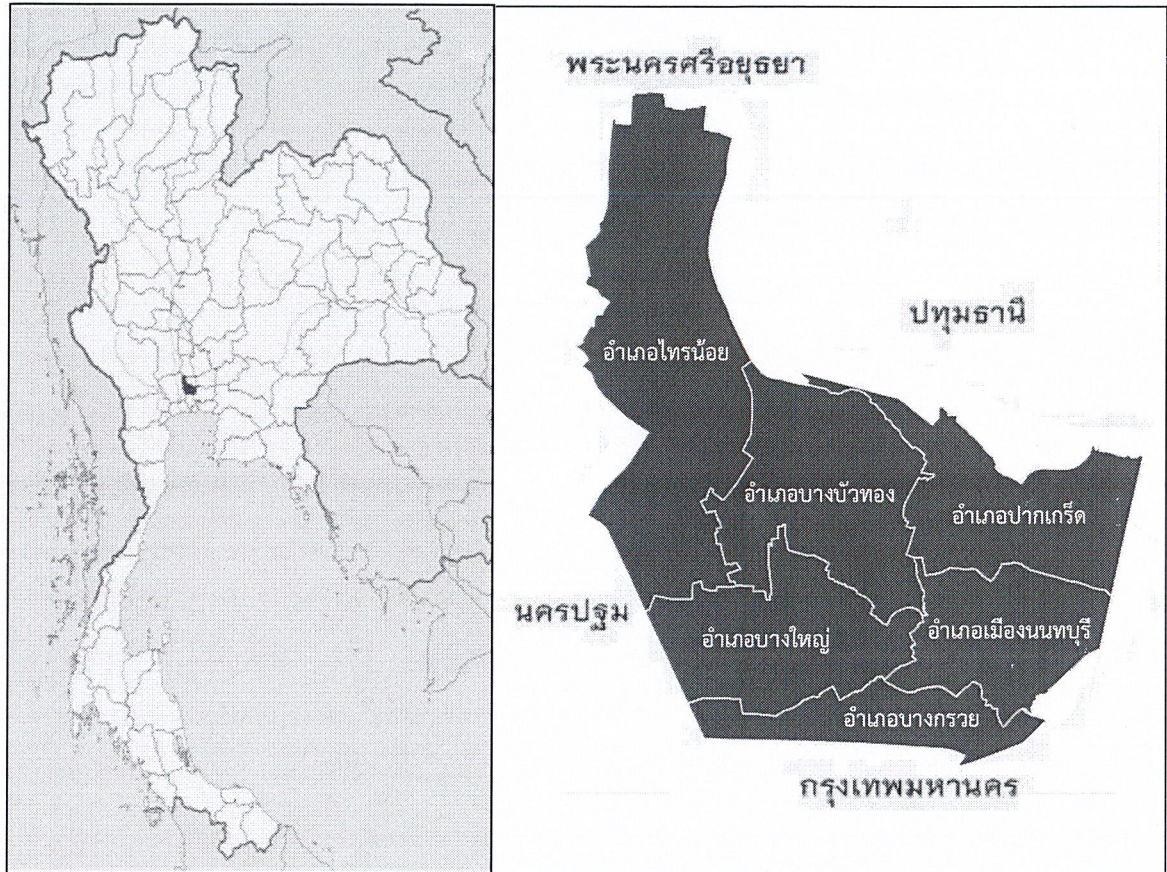 พระนครศรีอยุธยา
ปทุมธานี
อำเภอไทรน้อย
อำเภอบางบัวทอง
อำเภอปากเกร็ด
นครปฐม
อำเภอบางใหญ่
อำเภอเมืองนนทบุรี
อำเภอบางกรวย
กรุงเทพมหานคร